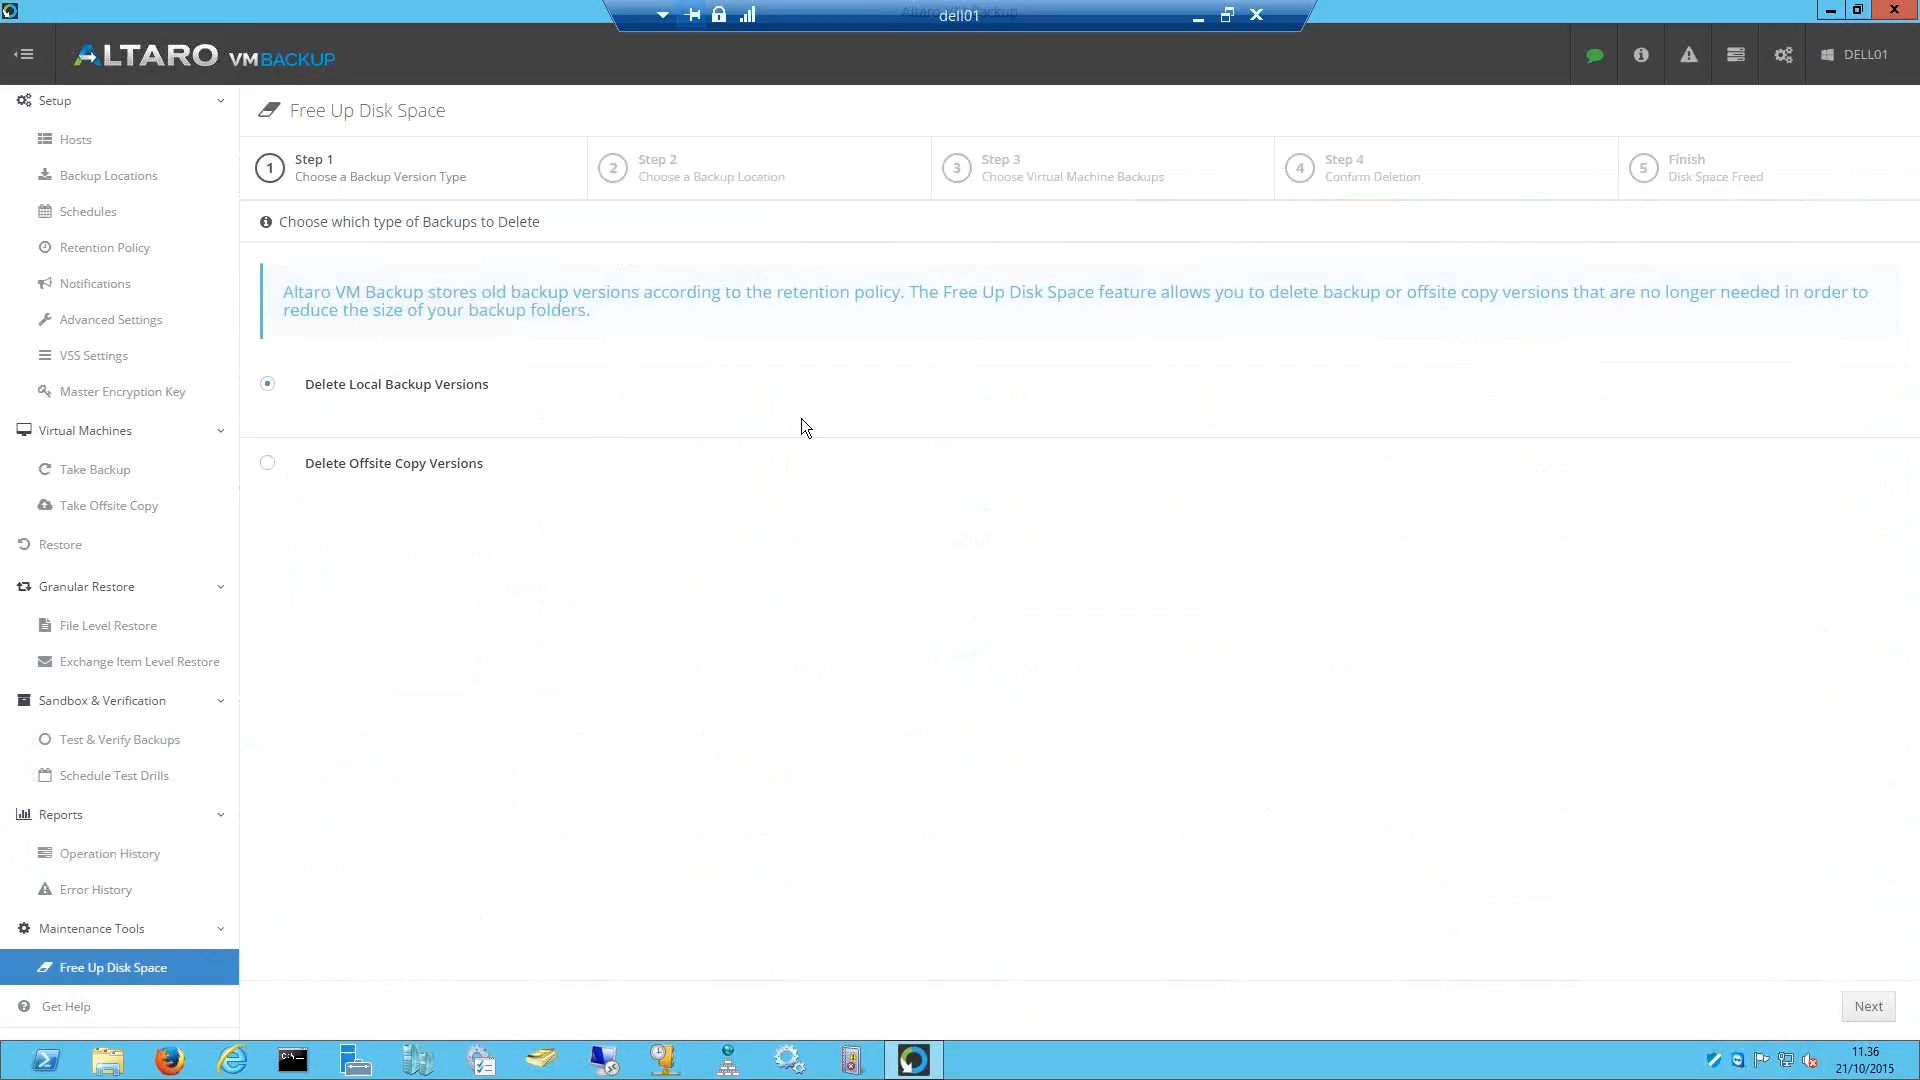 dell01
ALTARO VMBACKUP
DELL01
Setup
Hosts
Backup Locations
Schedules
Retention Policy
Notifications
Advanced Settings
VSS Settings
Master Encryption Key
Virtual Machines
Take Backup
Take Offsite Copy
Restore
Granular Restore
File Level Restore
Exchange Item Level Restore
Sandbox & Verification
Test & Verify Backups
Schedule Test Drills
Reports
Operation History
Error History
Maintenance Tools
Free Up Disk Space
Get Help
Free Up Disk Space
1
Step 1
Choose a Backup Version Type
2
Step 2
Choose a Backup Location
3
Step 3
Choose Virtual Machine Backups
4
Step 4
Confirm Deletion
5
Finish
Disk Space Freed
Choose which type of Backups to Delete
Altaro VM Backup stores old backup versions according to the retention policy. The Free Up Disk Space feature allows you to delete backup or offsite copy versions that are no longer needed in order to
reduce the size of your backup folders.
Delete Local Backup Versions
Delete Offsite Copy Versions
Next
11.36
21/10/2015